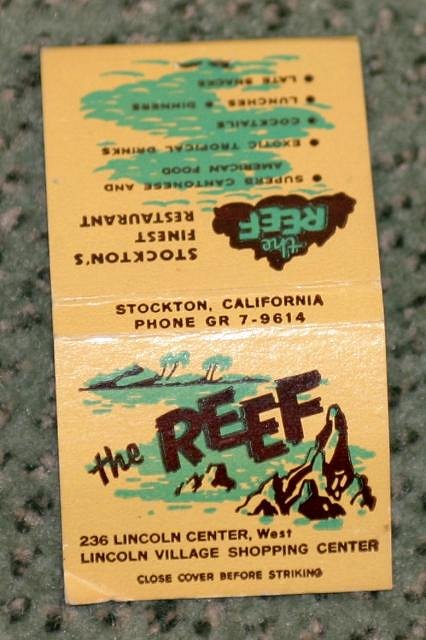 • LATE SNACKS
• LUNCHES • DINNERS
• COCKTAILS
• EXOTIC TROPICAL DRINKS
AMERICAN FOOD
• SUPERB CANTONESE AND
the
REEF
STOCKTON'S
FINEST
RESTAURANT
STOCKTON, CALIFORNIA
PHONE GR 7-9614
the REEF
236 LINCOLN CENTER, West
LINCOLN VILLAGE SHOPPING CENTER
CLOSE COVER BEFORE STRIKING